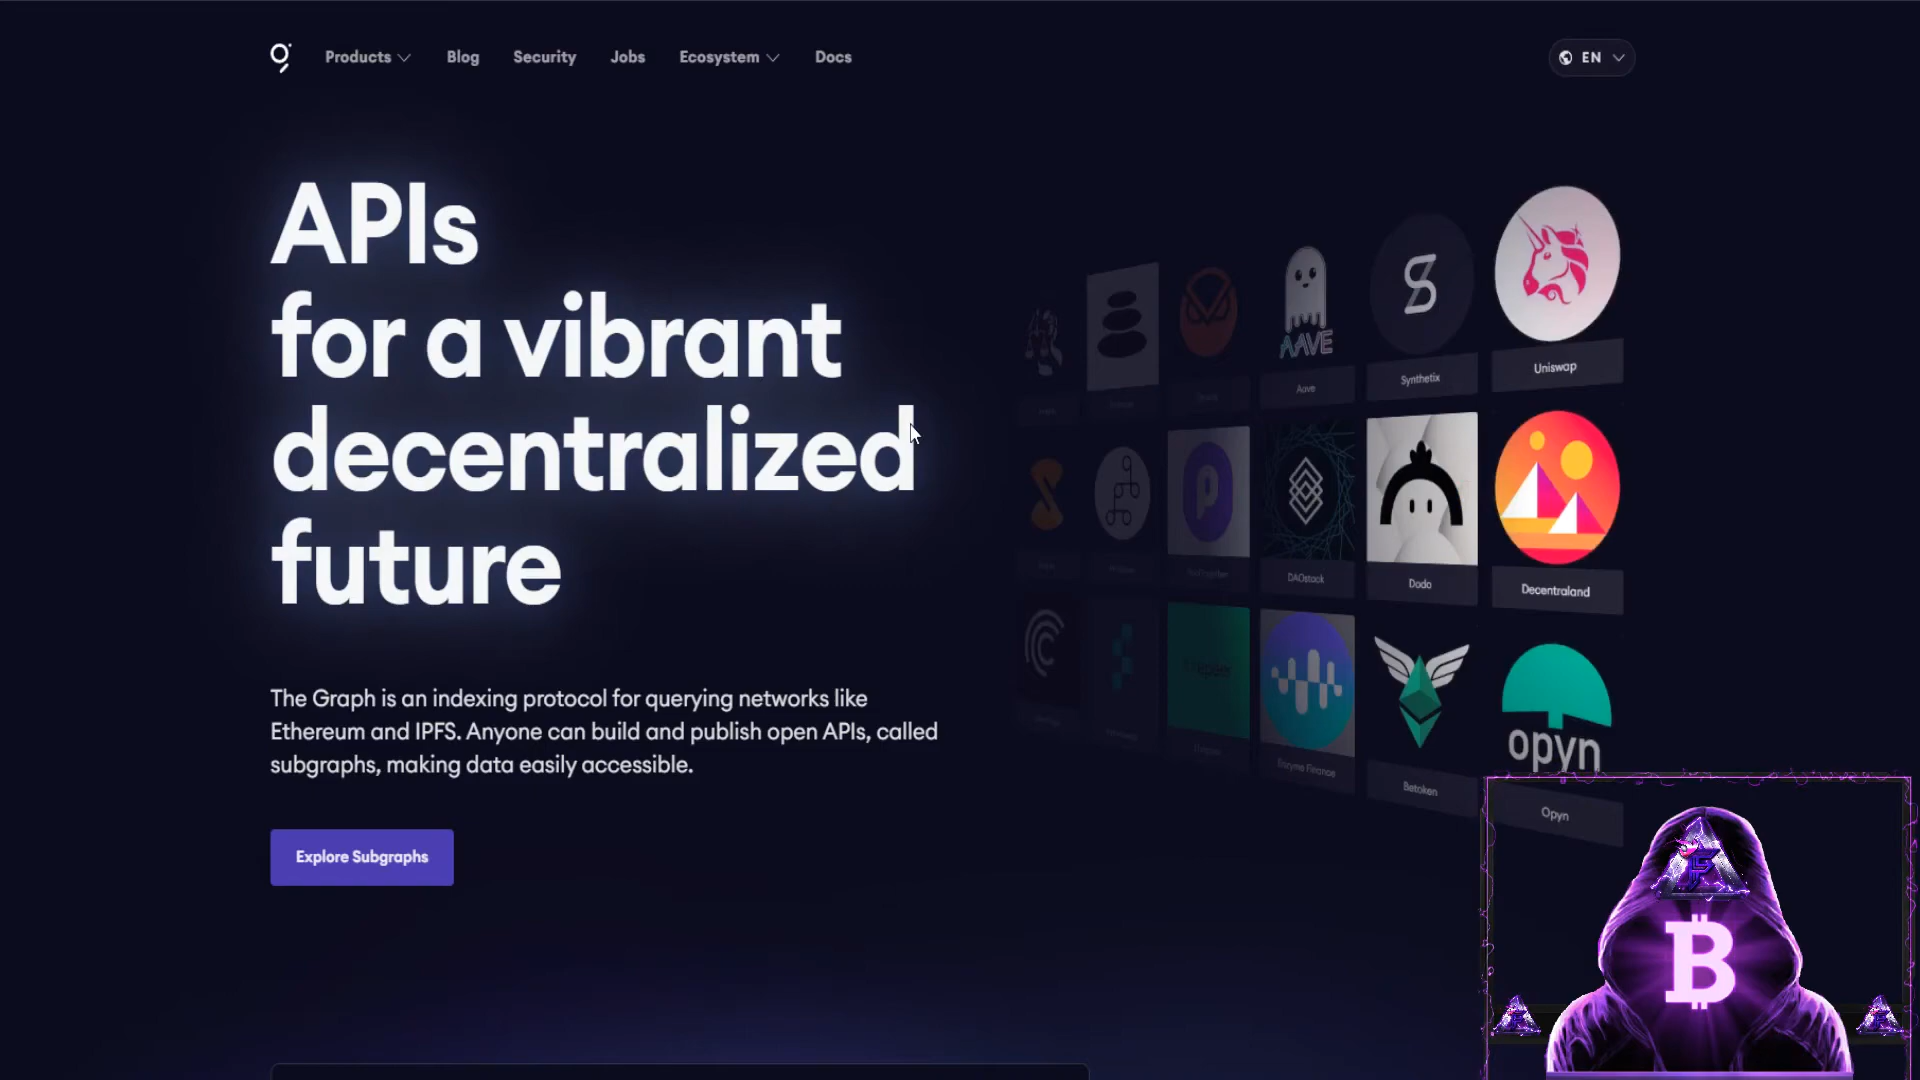 Products
Blog
Security
Jobs
Ecosystem
Docs
EN
APIs
for a vibrant
decentralized
future
The Graph is an indexing protocol for querying networks like
Ethereum and IPFS. Anyone can build and publish open APIs, called
subgraphs, making data easily accessible.
Explore Subgraphs
AAVE
Aave
Synthetix
Uniswap
DAOstack
Dodo
Decentraland
Enzyme Finance
Betoken
opyn
Opyn